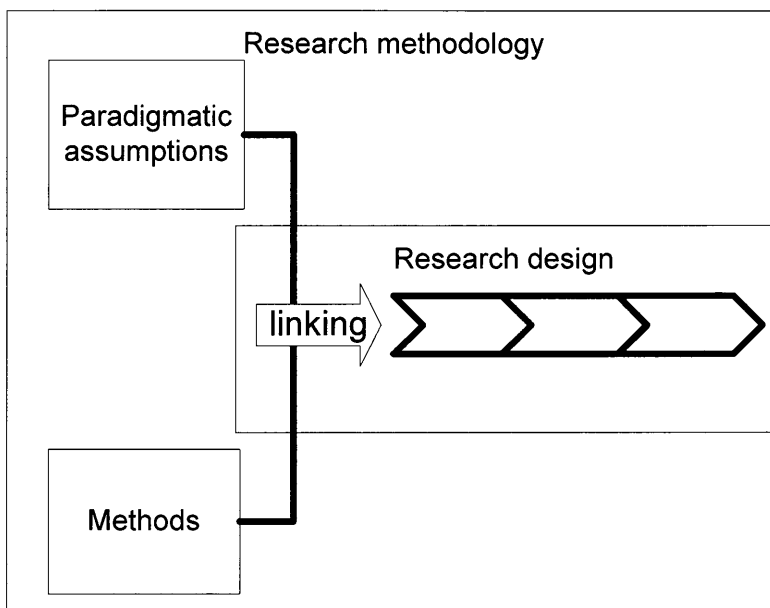 Research methodology
Paradigmatic
assumptions
Research design
linking
Methods